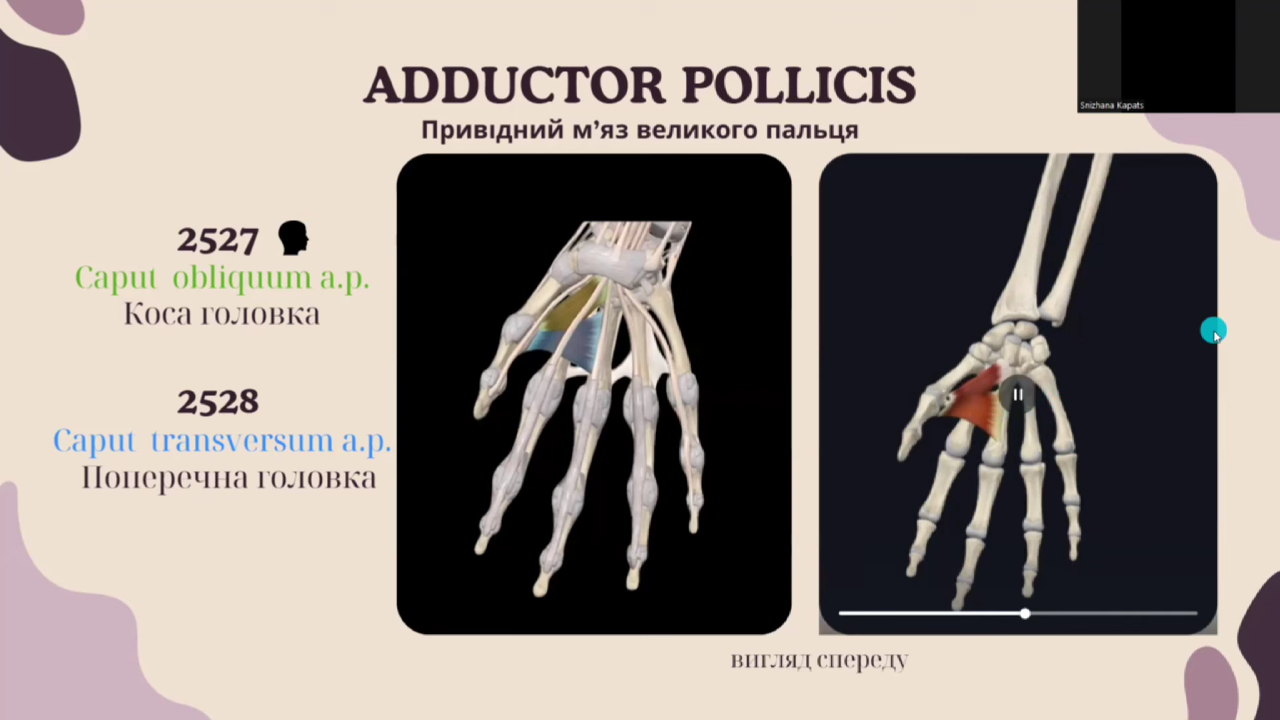 ADDUCTOR POLLICIS
Привідний м’яз великого пальця
Snizhana Kapats
2527
Caput obliquum a.p.
Коса головка
2528
Caput transversum a.p.
Поперечна головка
вигляд спереду